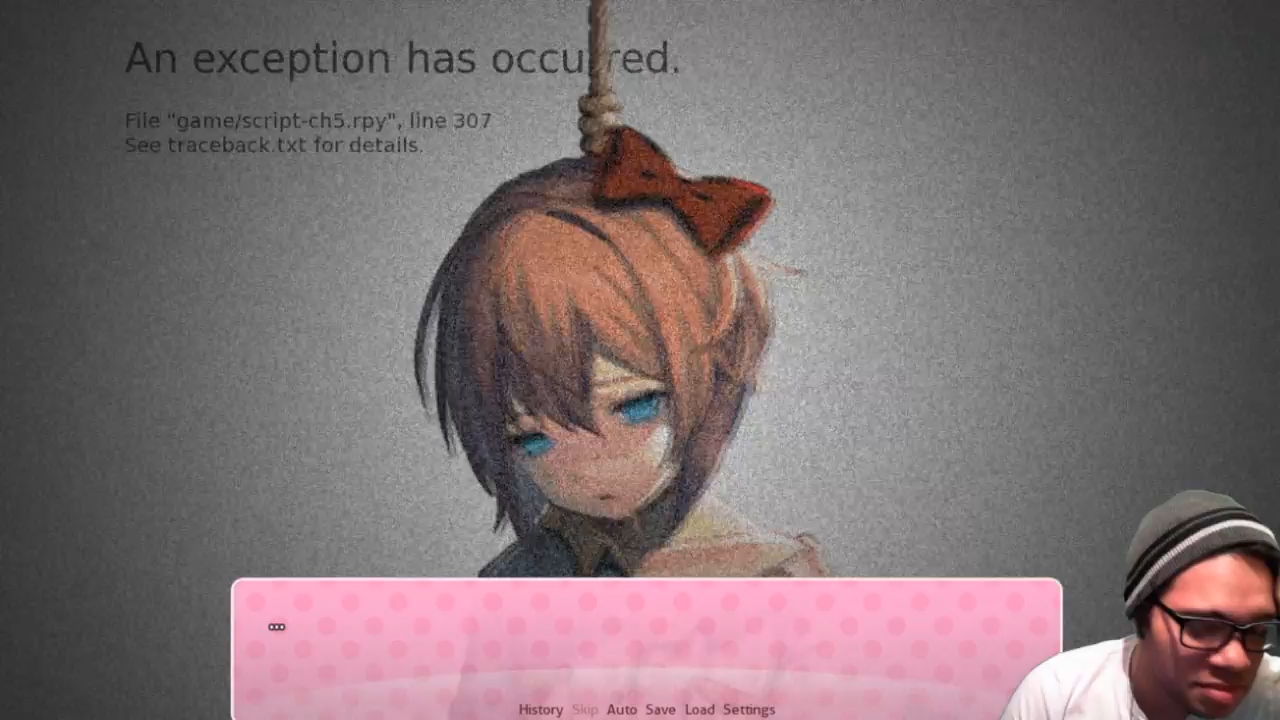 An exception has occurred.
File "game/script-ch5.rpy", line 307
See traceback.txt for details.
...
History Skip Auto Save Load Settings